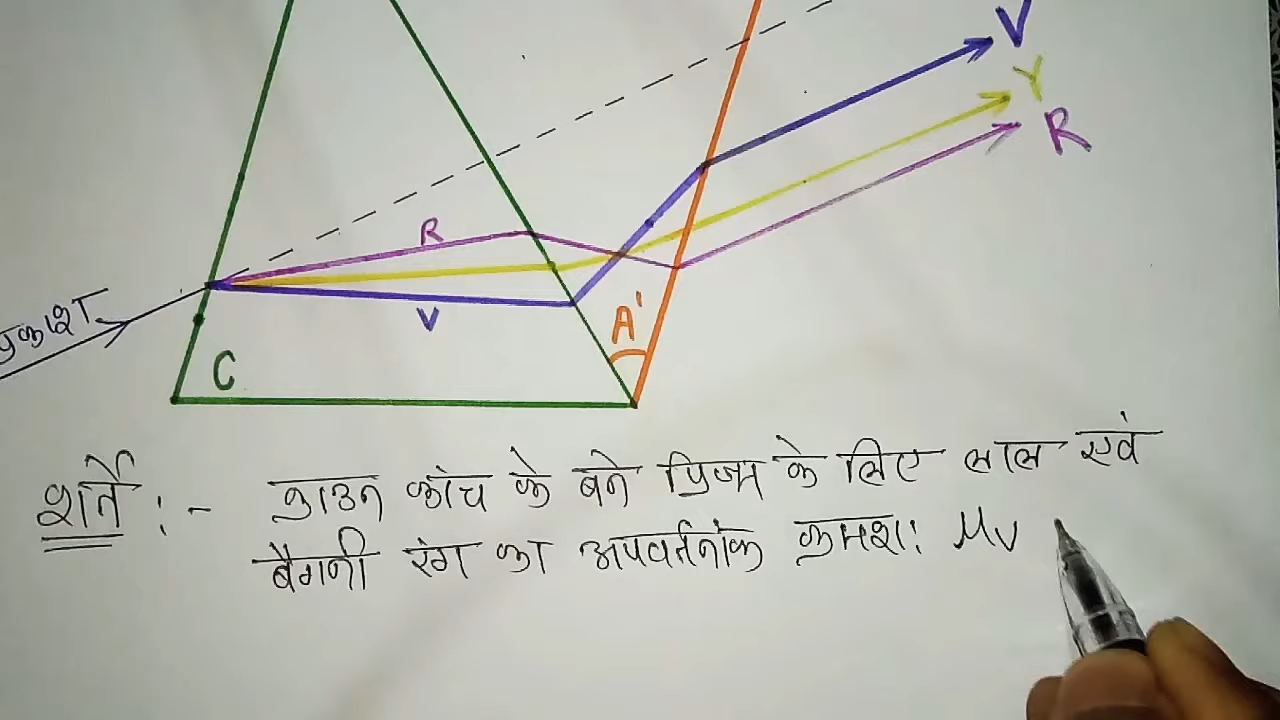 V
Y
R
R
प्रकाश
V
A'
C
शर्तें :- क्राउन काँच के बने प्रिज्म के लिए लाल एवं
बैगनी रंग का अपवर्तनांक क्रमशः μv